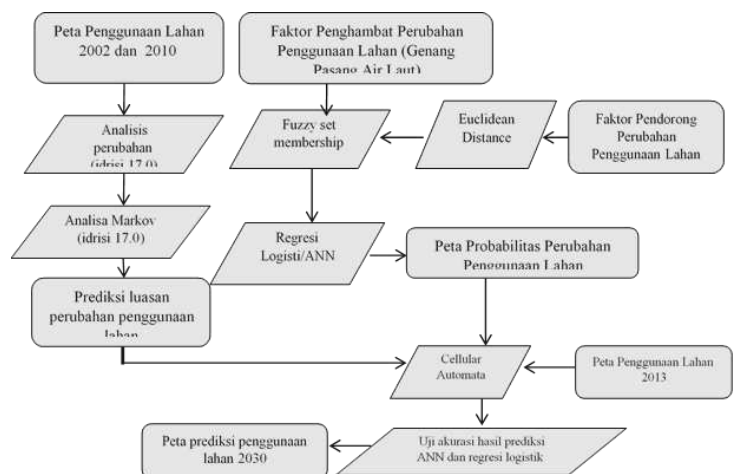 Peta Penggunaan Lahan
2002 dan 2010
Faktor Penghambat Perubahan
Penggunaan Lahan (Genang
Pasang Air Laut)
Analisis
perubahan
(idrisi 17.0)
Fuzzy set
membership
Euclidean
Distance
Faktor Pendorong
Perubahan
Penggunaan Lahan
Analisa Markov
(idrisi 17.0)
Regresi
Logisti/ANN
Peta Probabilitas Perubahan
Penggunaan Lahan
Prediksi luasan
perubahan penggunaan
lahan
Cellular
Automata
Peta Penggunaan Lahan
2013
Peta prediksi penggunaan
lahan 2030
Uji akurasi hasil prediksi
ANN dan regresi logistik